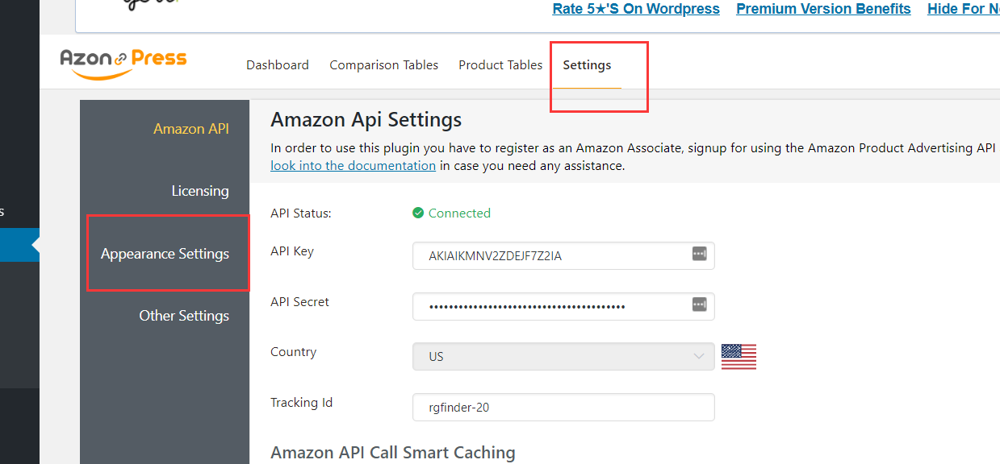 Rate 5★'S On Wordpress Premium Version Benefits Hide For N
Azon Press
Dashboard Comparison Tables Product Tables Settings
Amazon API
Licensing
s
Appearance Settings
Other Settings
Amazon Api Settings
In order to use this plugin you have to register as an Amazon Associate, signup for using the Amazon Product Advertising API
look into the documentation in case you need any assistance.
API Status: Connected
API Key AKIAIKMNV2ZDEJF7Z2IA
API Secret ••••••••••••••••••••••••••••••••••••••••
Country US
Tracking Id rgfinder-20
Amazon API Call Smart Caching